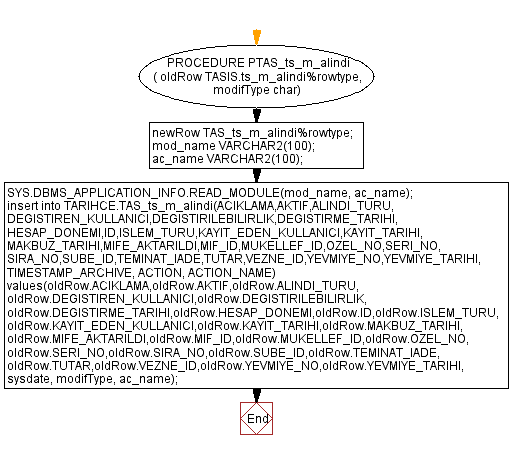 PROCEDURE PTAS_ts_m_alindi
( oldRow TASIS.ts_m_alindi%rowtype,
modifType char)
newRow TAS_ts_m_alindi%rowtype;
mod_name VARCHAR2(100);
ac_name VARCHAR2(100);
SYS.DBMS_APPLICATION_INFO.READ_MODULE(mod_name, ac_name);
insert into TARIHCE.TAS_ts_m_alindi(ACIKLAMA,AKTIF,ALINDI_TURU,
DEGISTIREN_KULLANICI,DEGISTIRILEBILIRLIK,DEGISTIRME_TARIHI,
HESAP_DONEMI,ID,ISLEM_TURU,KAYIT_EDEN_KULLANICI,KAYIT_TARIHI,
MAKBUZ_TARIHI,MIFE_AKTARILDI,MIF_ID,MUKELLEF_ID,OZEL_NO,SERI_NO,
SIRA_NO,SUBE_ID,TEMINAT_IADE,TUTAR,VEZNE_ID,YEVMIYE_NO,YEVMIYE_TARIHI,
TIMESTAMP_ARCHIVE, ACTION, ACTION_NAME)
values(oldRow.ACIKLAMA,oldRow.AKTIF,oldRow.ALINDI_TURU,
oldRow.DEGISTIREN_KULLANICI,oldRow.DEGISTIRILEBILIRLIK,
oldRow.DEGISTIRME_TARIHI,oldRow.HESAP_DONEMI,oldRow.ID,oldRow.ISLEM_TURU,
oldRow.KAYIT_EDEN_KULLANICI,oldRow.KAYIT_TARIHI,oldRow.MAKBUZ_TARIHI,
oldRow.MIFE_AKTARILDI,oldRow.MIF_ID,oldRow.MUKELLEF_ID,oldRow.OZEL_NO,
oldRow.SERI_NO,oldRow.SIRA_NO,oldRow.SUBE_ID,oldRow.TEMINAT_IADE,
oldRow.TUTAR,oldRow.VEZNE_ID,oldRow.YEVMIYE_NO,oldRow.YEVMIYE_TARIHI,
sysdate, modifType, ac_name);
End